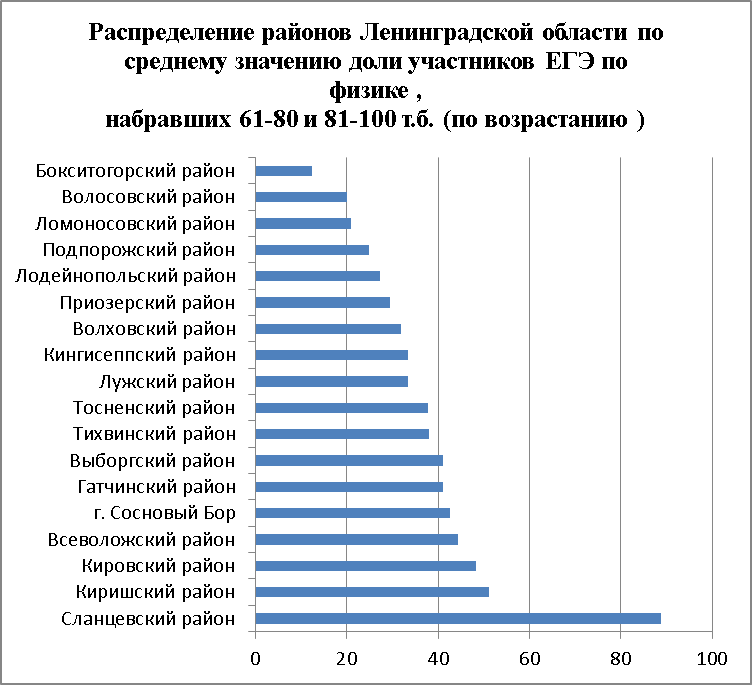 Распределение районов Ленинградской области по
среднему значению доли участников ЕГЭ по
физике ,
набравших 61-80 и 81-100 т.б. (по возрастанию )
Бокситогорский район
Волосовский район
Ломоносовский район
Подпорожский район
Лодейнопольский район
Приозерский район
Волховский район
Кингисеппский район
Лужский район
Тосненский район
Тихвинский район
Выборгский район
Гатчинский район
г. Сосновый Бор
Всеволожский район
Кировский район
Киришский район
Сланцевский район
0 20 40 60 80 100